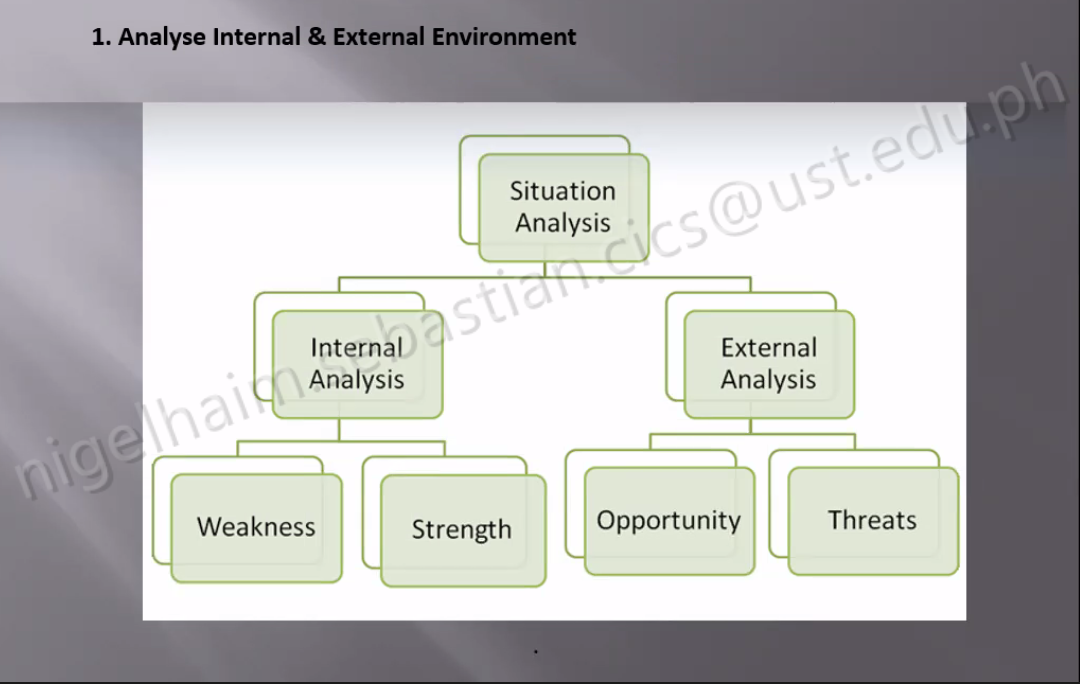 1. Analyse Internal & External Environment
Situation
Analysis
Internal
Analysis
External
Analysis
Weakness
Strength
Opportunity
Threats
nigelhaim.sebastian.cics@ust.edu.ph